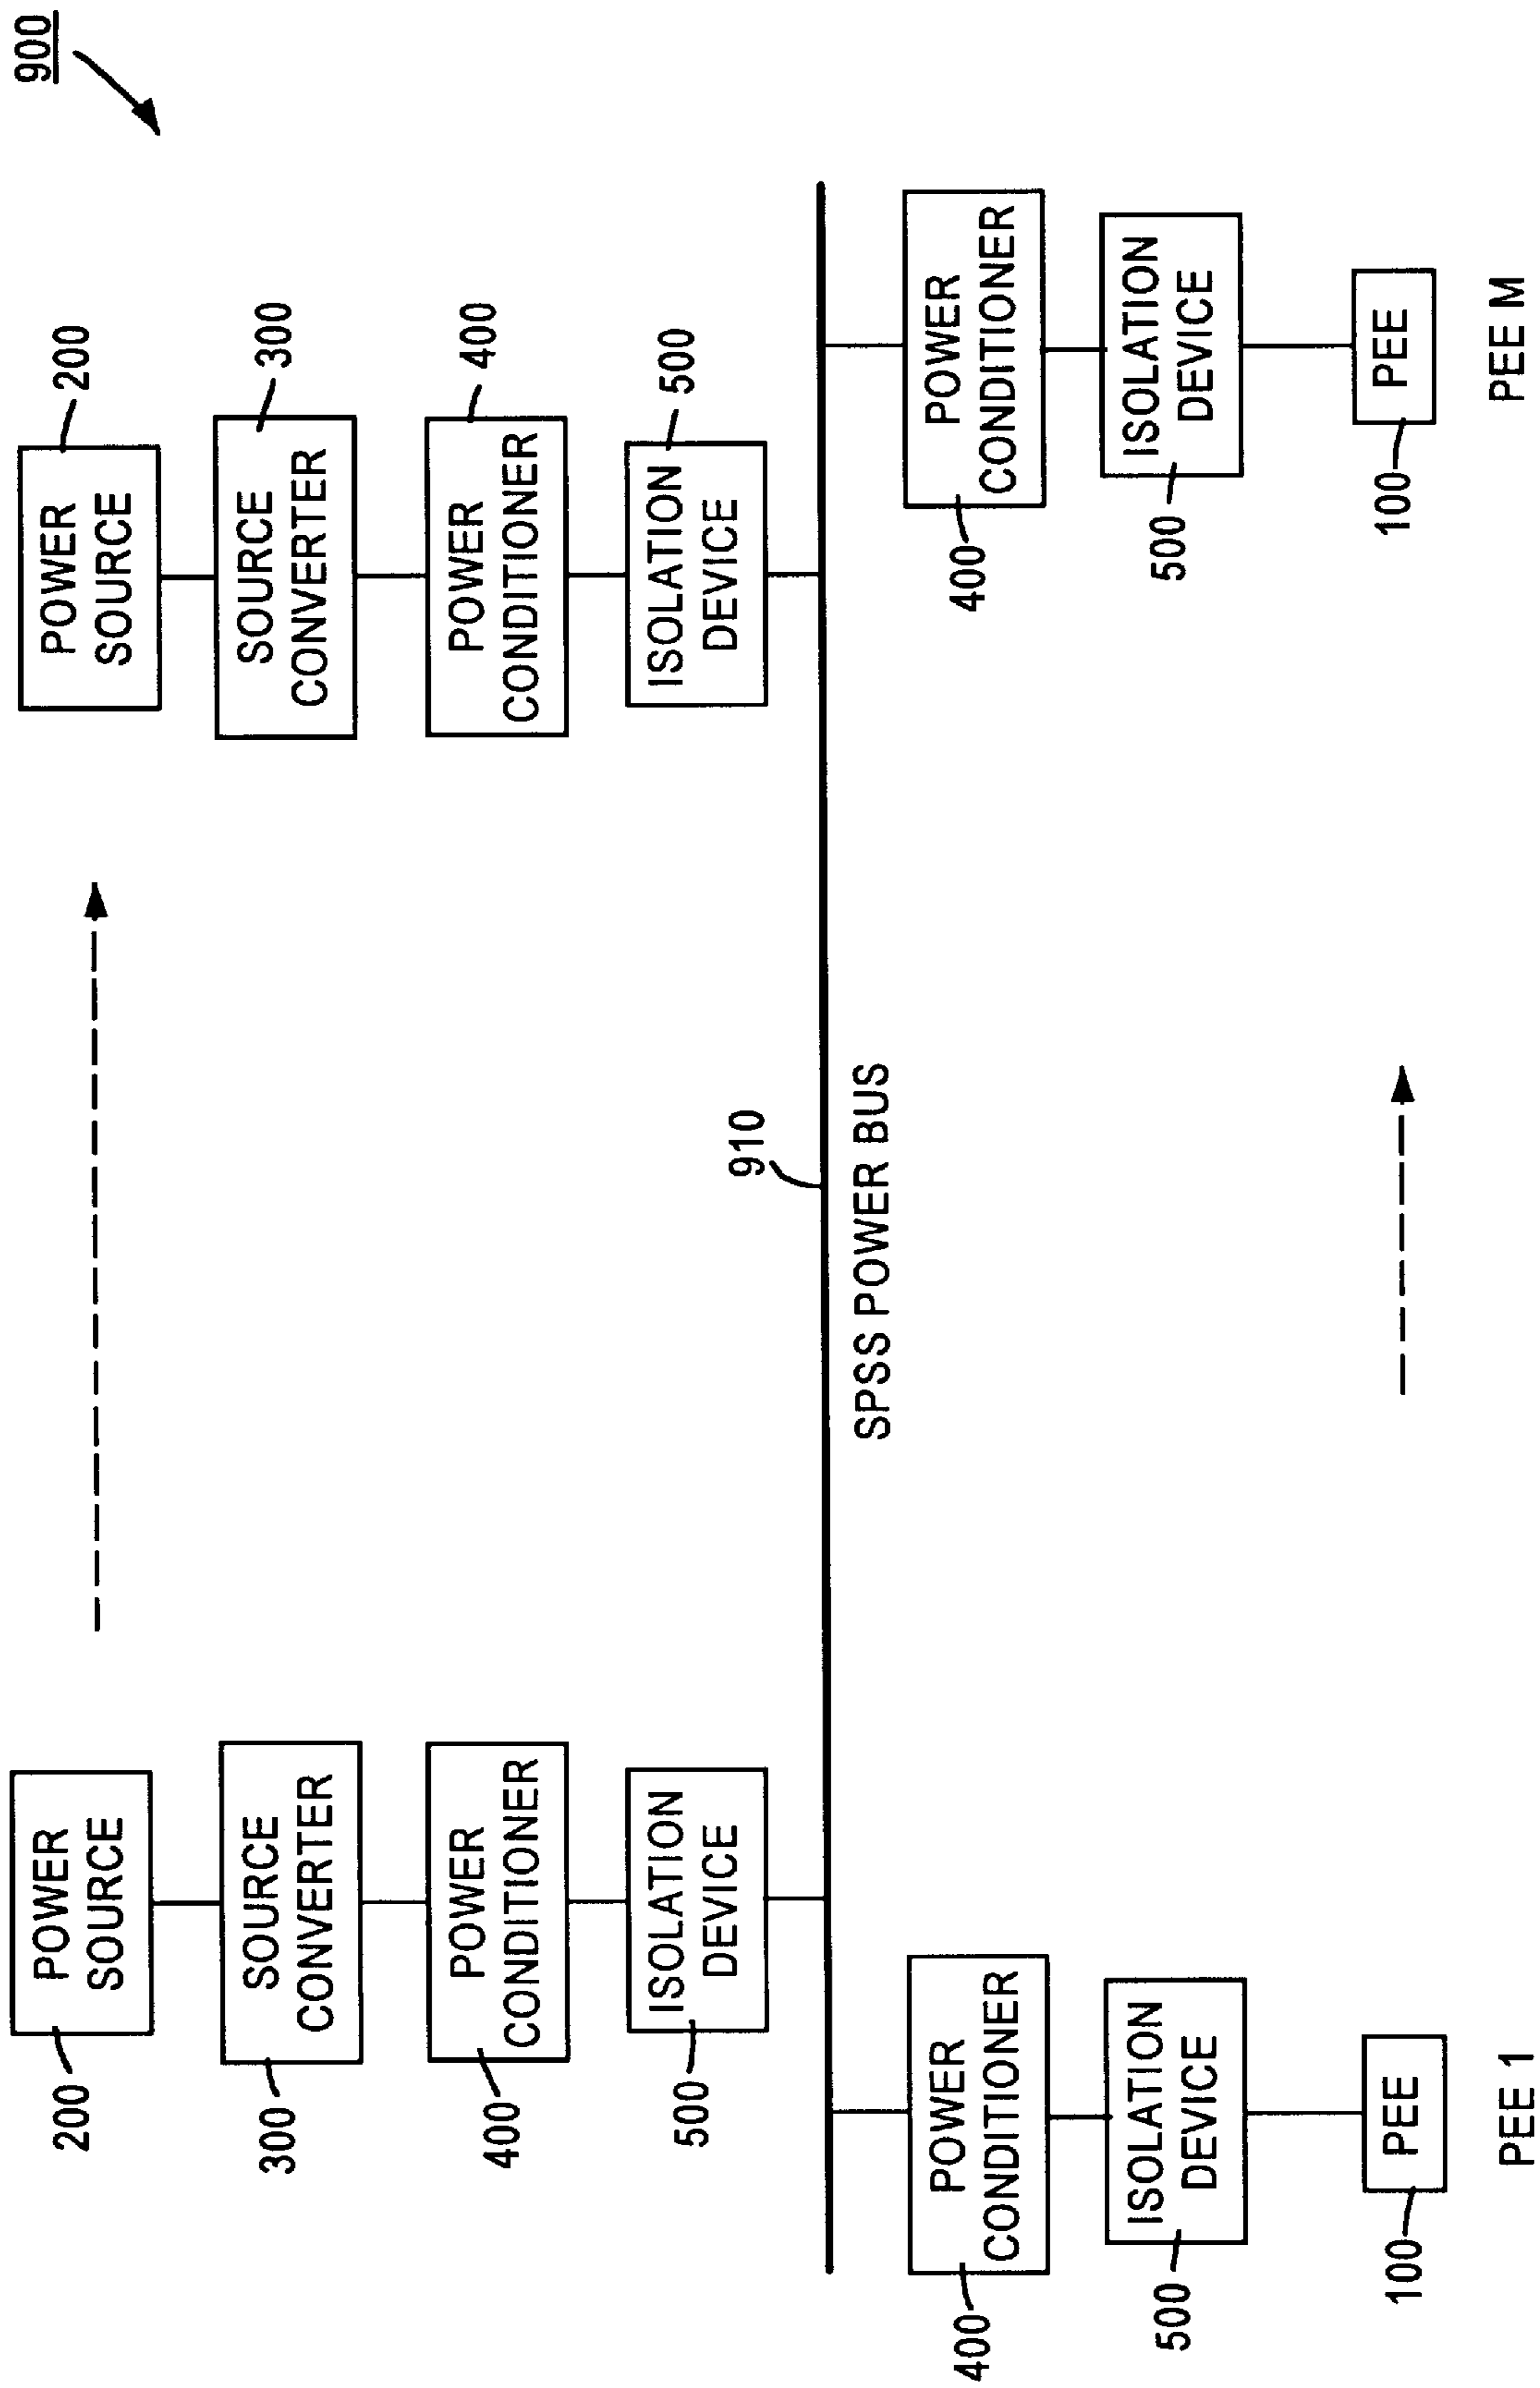 900
POWER
SOURCE
200
SOURCE
CONVERTER
300
POWER
CONDITIONER
400
ISOLATION
DEVICE
500
POWER
SOURCE
200
SOURCE
CONVERTER
300
POWER
CONDITIONER
400
ISOLATION
DEVICE
500
910
SPSS POWER BUS
POWER
CONDITIONER
400
ISOLATION
DEVICE
500
PEE
100
PEE 1
POWER
CONDITIONER
400
ISOLATION
DEVICE
500
PEE
100
PEE M